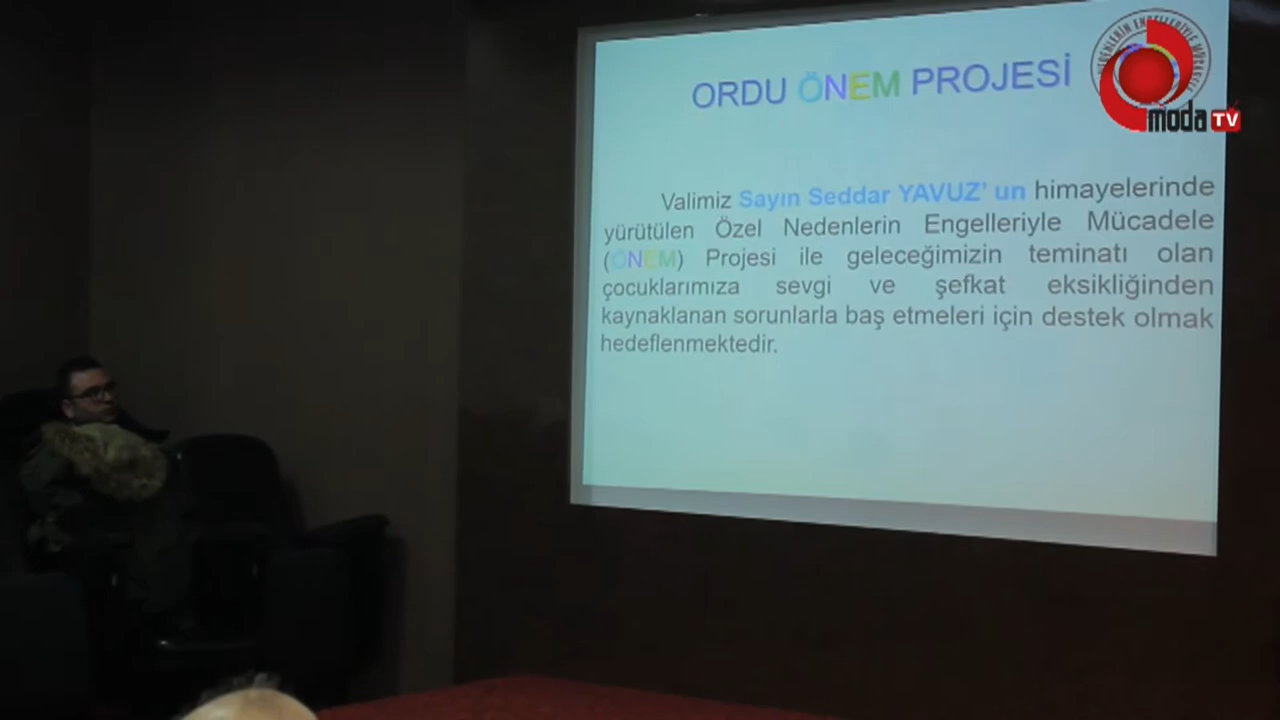 ORDU ÖNEM PROJESİ
moda TV
Valimiz Sayın Seddar YAVUZ' un himayelerinde
yürütülen Özel Nedenlerin Engelleriyle Mücadele
(ÖNEM) Projesi ile geleceğimizin teminatı olan
çocuklarımıza sevgi ve şefkat eksikliğinden
kaynaklanan sorunlarla baş etmeleri için destek olmak
hedeflenmektedir.